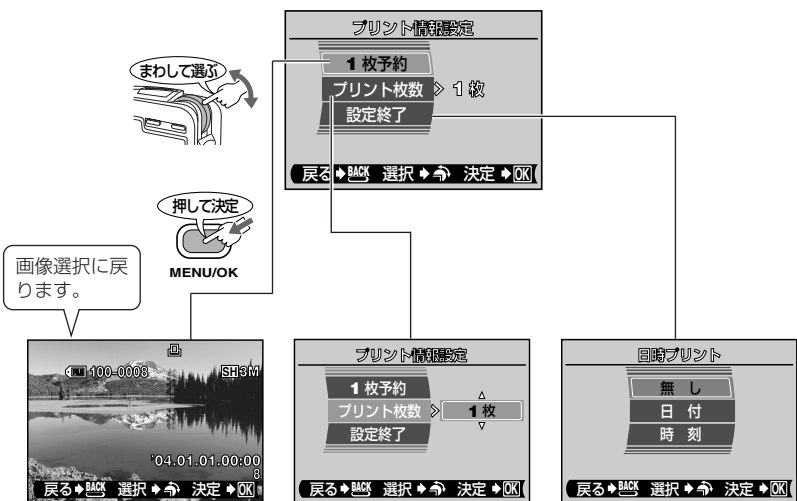 プリント情報設定
1枚予約
プリント枚数 1枚
設定終了
戻る BACK 選択 決定 OK
まわして選ぶ
押して決定
MENU/OK
画像選択に戻
ります。
100-0008 SH 3M
'04.01.01.00:00
8
戻る BACK 選択 決定 OK
プリント情報設定
1枚予約
プリント枚数 1枚
設定終了
戻る BACK 選択 決定 OK
日時プリント
無し
日付
時刻
戻る BACK 選択 決定 OK